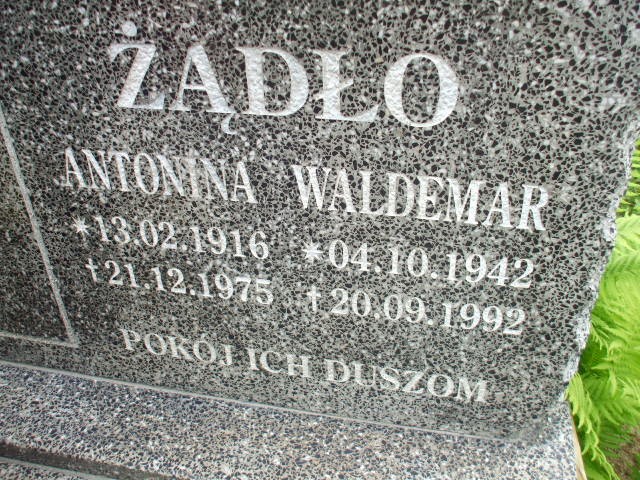 ŻĄDŁO
ANTONINA WALDEMAR
*13.02.1916 *04.10.1942
†21.12.1975 †20.09.1992
POKÓJ ICH DUSZOM